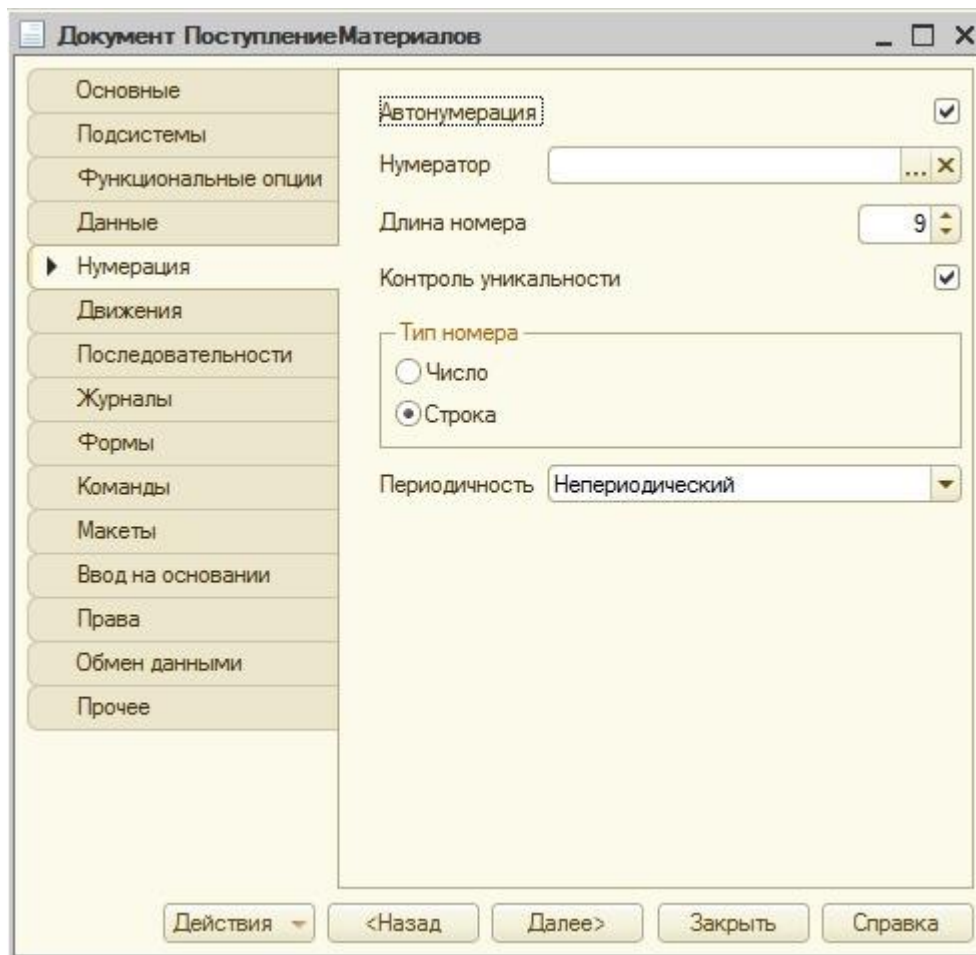 Документ ПоступлениеМатериалов
Основные
Подсистемы
Функциональные опции
Данные
Нумерация
Движения
Последовательности
Журналы
Формы
Команды
Макеты
Ввод на основании
Права
Обмен данными
Прочее
Автонумерация
Нумератор ...
Длина номера 9
Контроль уникальности
Тип номера
Число
Строка
Периодичность Непериодический
Действия <Назад Далее> Закрыть Справка